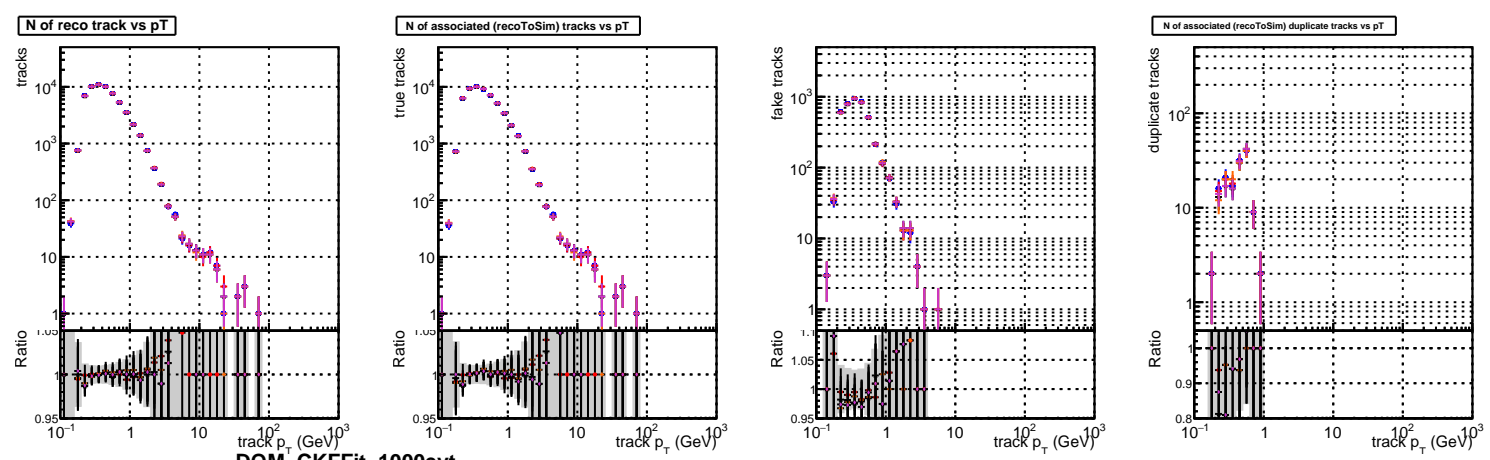 N of reco track vs pT
tracks
10^4
10^3
10^2
10
1
Ratio
1.05
1
0.95
10^-1 1 10 10^2 10^3
track p_T (GeV)
N of associated (recoToSim) tracks vs pT
true tracks
10^4
10^3
10^2
10
1
Ratio
1.05
1
0.95
10^-1 1 10 10^2 10^3
track p_T (GeV)
fake tracks
10^3
10^2
10
1
Ratio
1.1
1.05
1
0.95
10^-1 1 10 10^2 10^3
track p_T (GeV)
N of associated (recoToSim) duplicate tracks vs pT
duplicate tracks
10^2
10
1
Ratio
1
0.9
0.8
10^-1 1 10 10^2 10^3
track p_T (GeV)